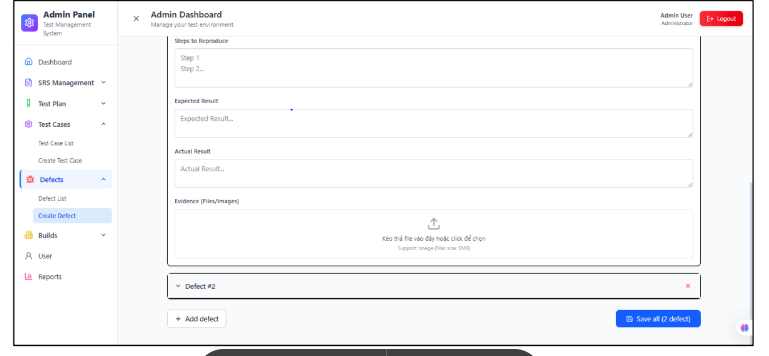 Admin Panel
Test Management
System
Admin Dashboard
Manage your test environment
Admin User
Administrator
Logout
Dashboard
SRS Management
Test Plan
Test Cases
Test Case List
Create Test Case
Defects
Defect List
Create Defect
Builds
User
Reports
Steps to Reproduce
Step 1
Step 2...
Expected Result
Expected Result...
Actual Result
Actual Result...
Evidence (Files/Images)
Kéo thả file vào đây hoặc click để chọn
Support: Image (Max size: 5MB)
Defect #2
+ Add defect
Save all (2 defect)